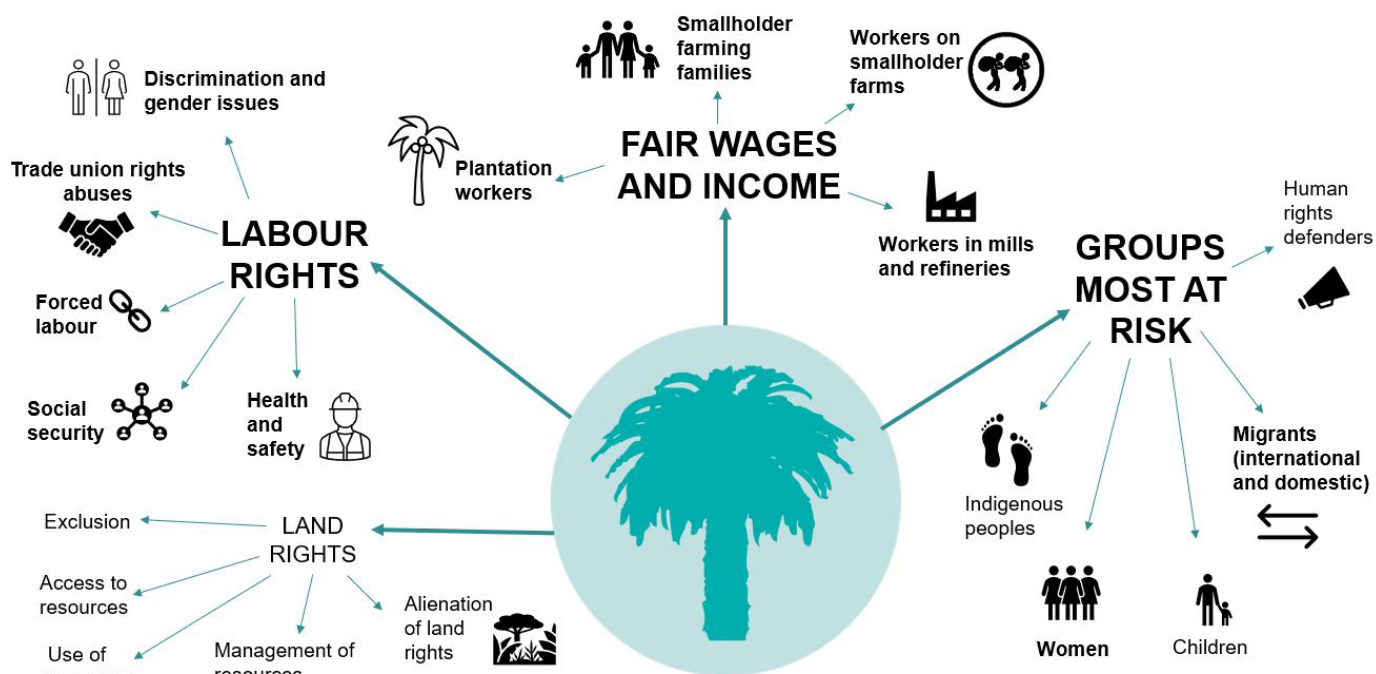 Discrimination and
gender issues
Trade union rights
abuses
LABOUR
RIGHTS
Forced
labour
Social
security
Health
and
safety
Smallholder
farming
families
Workers on
smallholder
farms
FAIR WAGES
AND INCOME
Plantation
workers
Workers in mills
and refineries
GROUPS
MOST AT
RISK
Human
rights
defenders
Indigenous
peoples
Migrants
(international
and domestic)
Women
Children
LAND
RIGHTS
Exclusion
Access to
resources
Use of
Management of
resources
Alienation
of land
rights